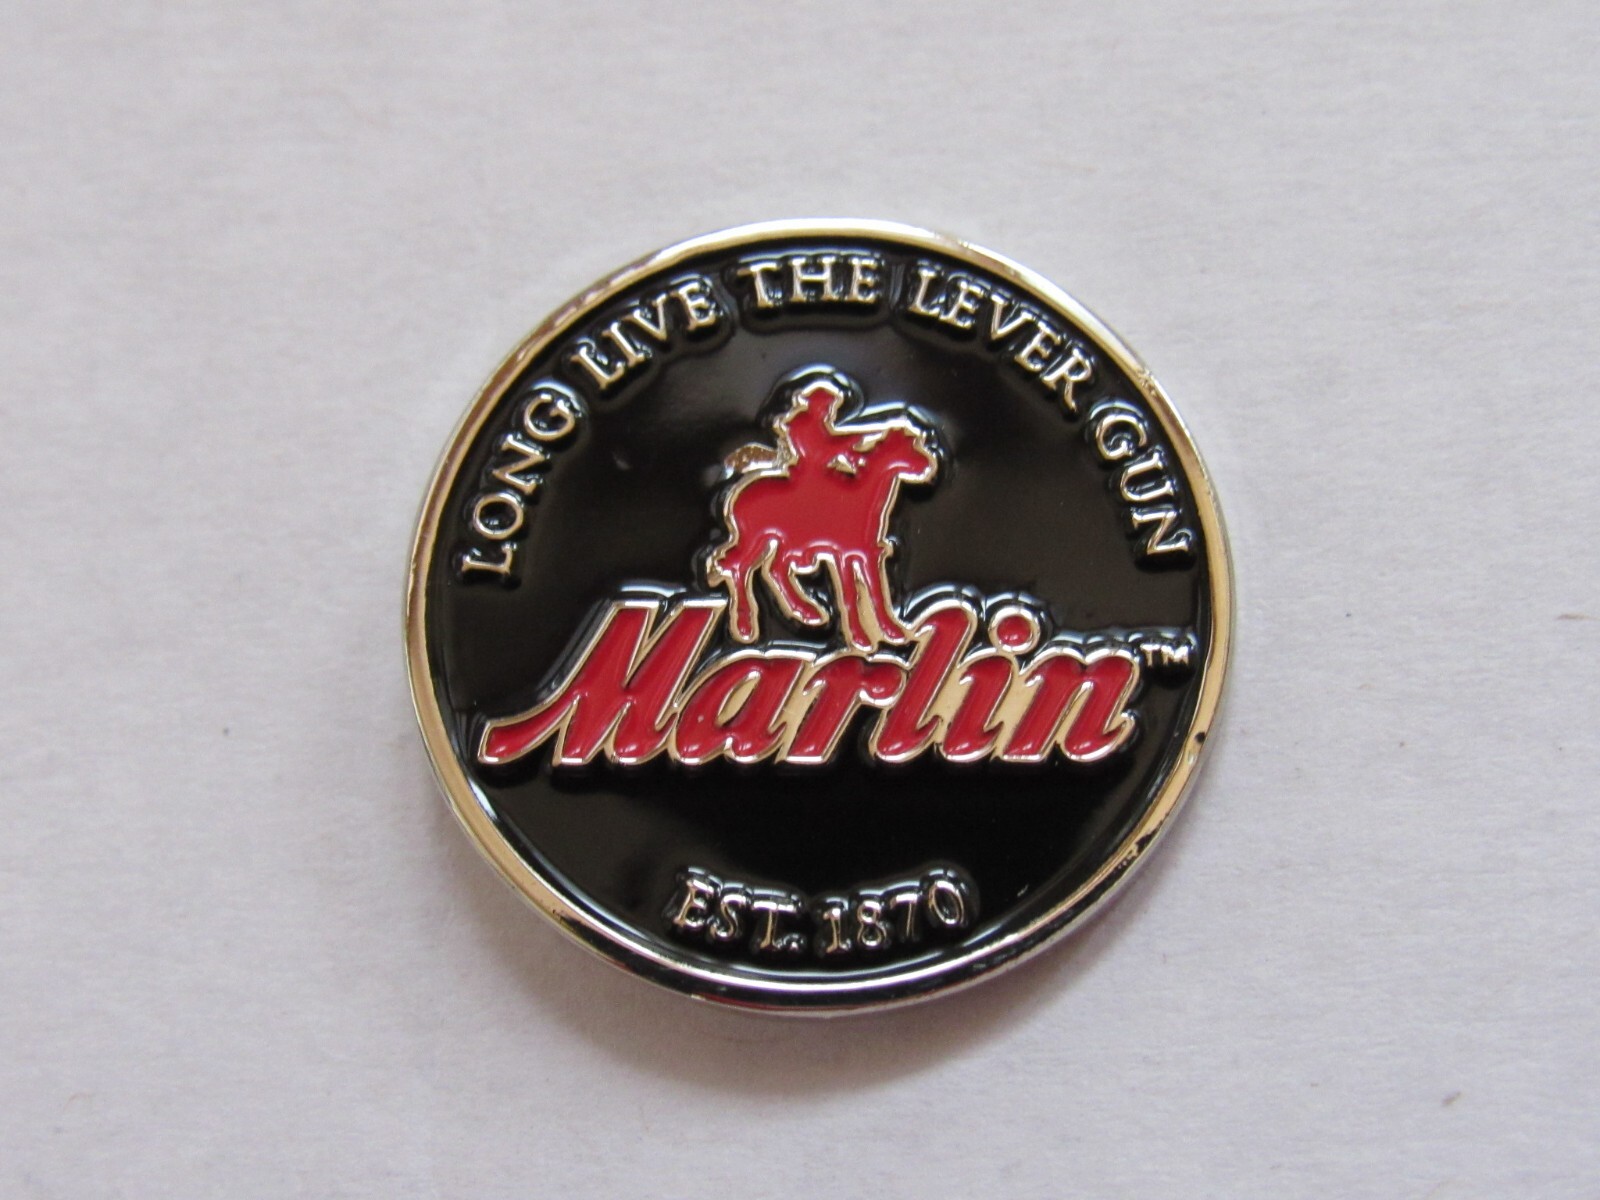 LONG LIVE THE LEVER GUN
Marlin™
EST. 1870